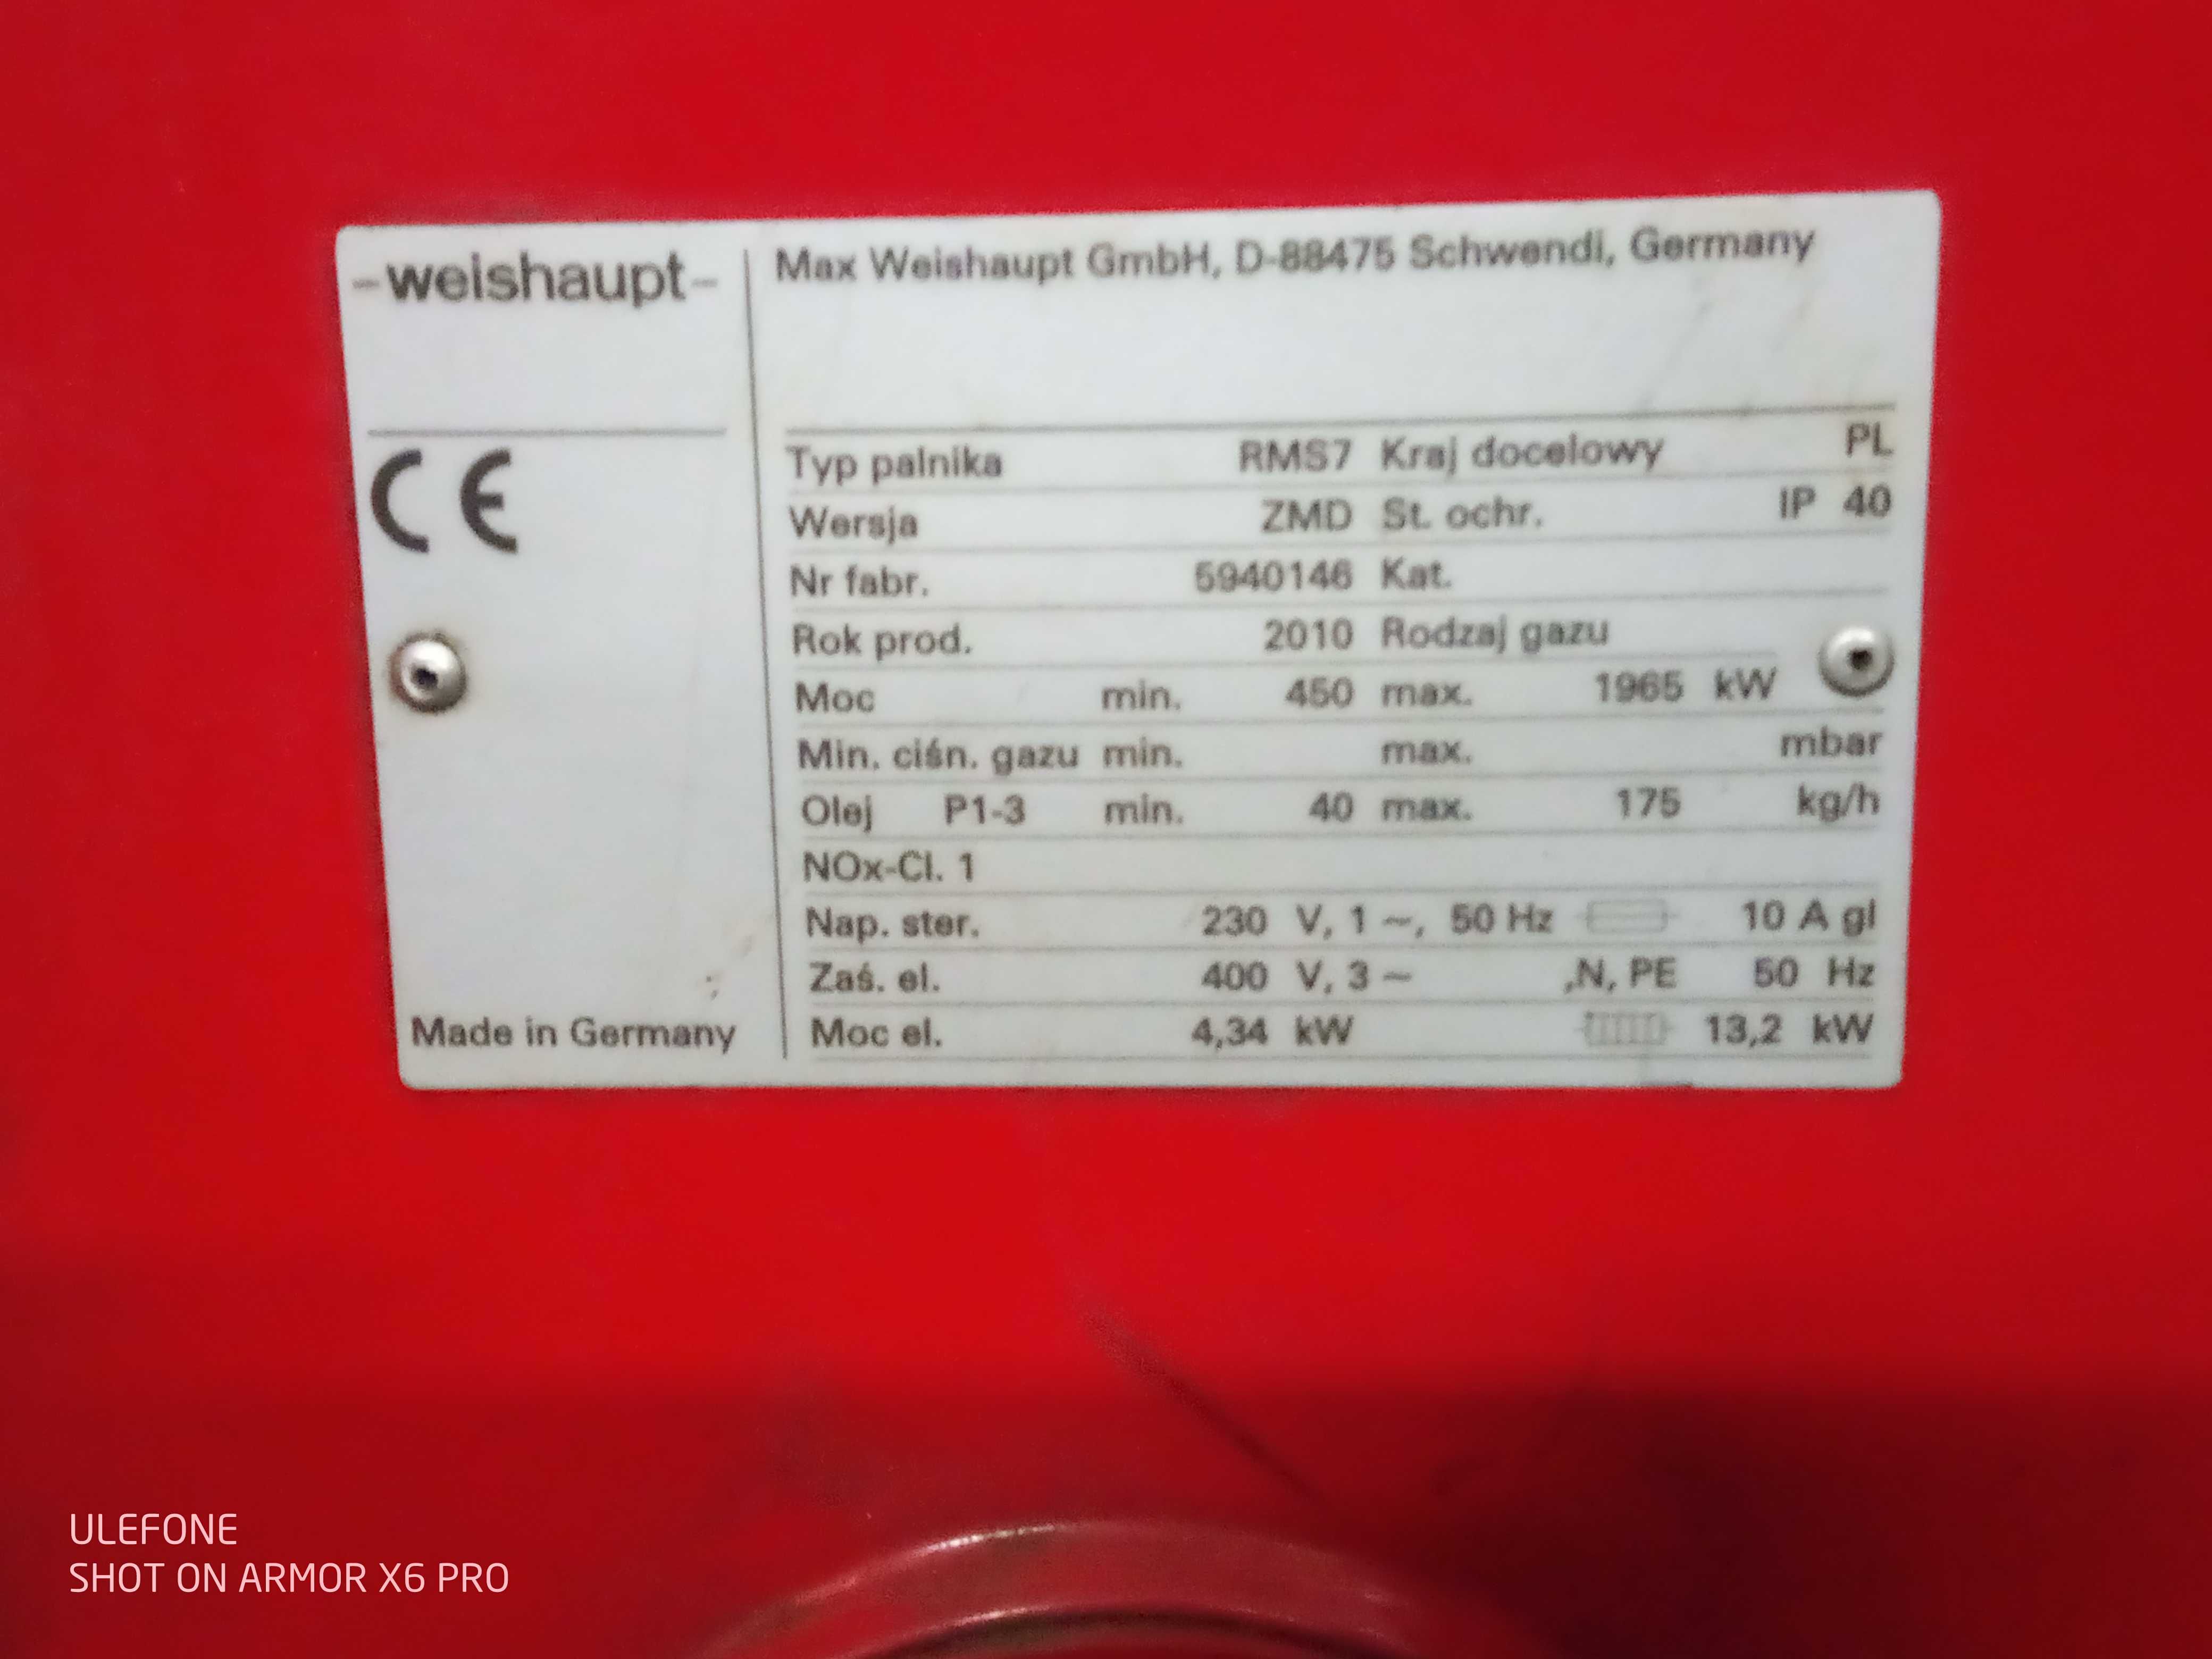 -weishaupt-
Max Weishaupt GmbH, D-88475 Schwendi, Germany
CE
Typ palnika RMS7 Kraj docelowy PL
Wersja ZMD St. ochr. IP 40
Nr fabr. 5940146 Kat.
Rok prod. 2010 Rodzaj gazu
Moc min. 450 max. 1965 kW
Min. ciśn. gazu min. max. mbar
Olej P1-3 min. 40 max. 175 kg/h
NOx-Cl. 1
Nap. ster. 230 V, 1 ~, 50 Hz 10 A gl
Zaś. el. 400 V, 3 ~ ,N, PE 50 Hz
Moc el. 4,34 kW 13,2 kW
Made in Germany
ULEFONE
SHOT ON ARMOR X6 PRO